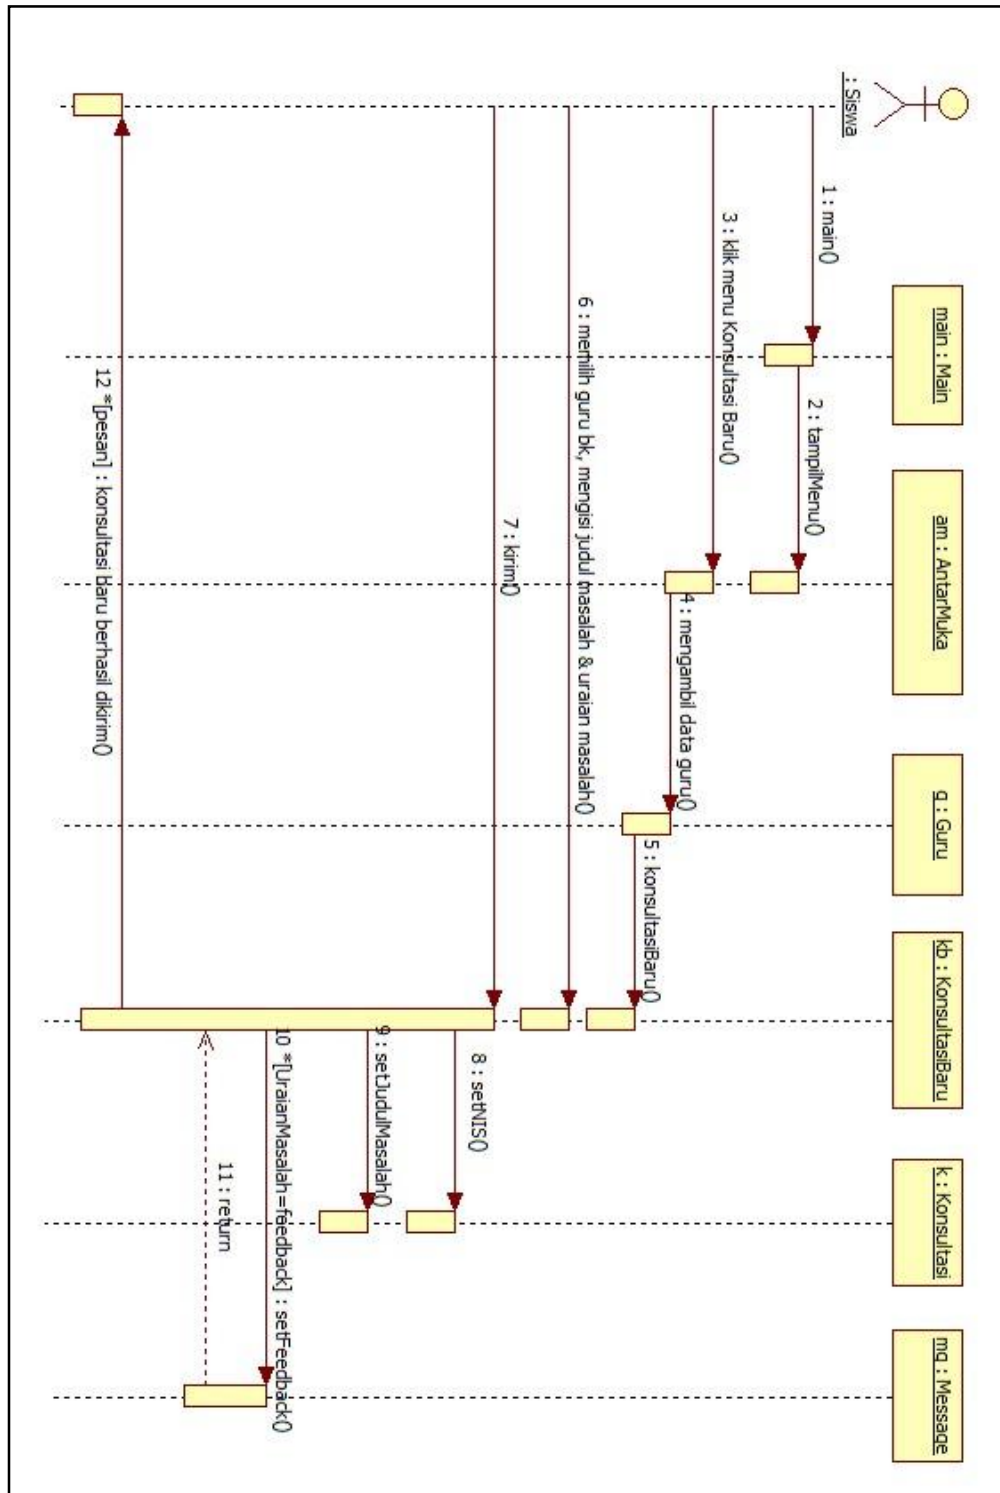 : Siswa
main : Main
am : AntarMuka
g : Guru
kb : KonsultasiBaru
k : Konsultasi
mg : Message
1 : main()
2 : tampilMenu()
3 : klik menu Konsultasi Baru()
4 : mengambil data guru()
5 : konsultasiBaru()
6 : memilih guru bk, mengisi judul masalah & uraian masalah()
7 : kirim()
8 : setNIS()
9 : setJudulMasalah()
10 *[UraianMasalah=feedback] : setFeedback()
11 : return
12 *[pesan] : konsultasi baru berhasil dikirim()